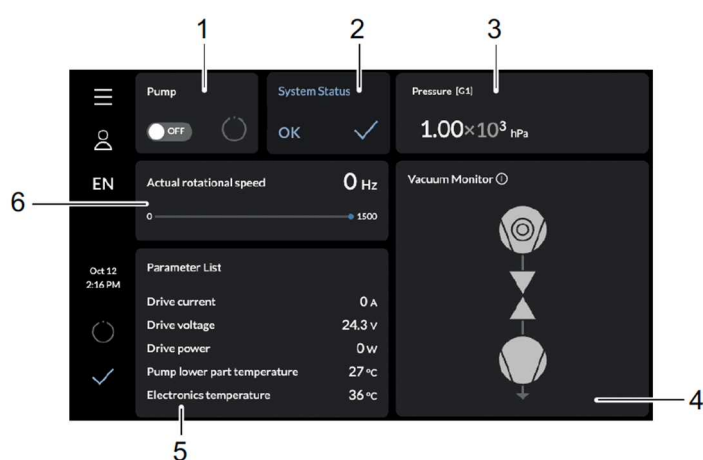 1
2
3
Pump
System Status
Pressure [G1]
OFF
OK
1.00×10³ hPa
EN
Actual rotational speed
0 Hz
Vacuum Monitor ⓘ
6
0
1500
Oct 12
2:16 PM
Parameter List
Drive current 0 A
Drive voltage 24.3 V
Drive power 0 W
Pump lower part temperature 27 °C
Electronics temperature 36 °C
4
5